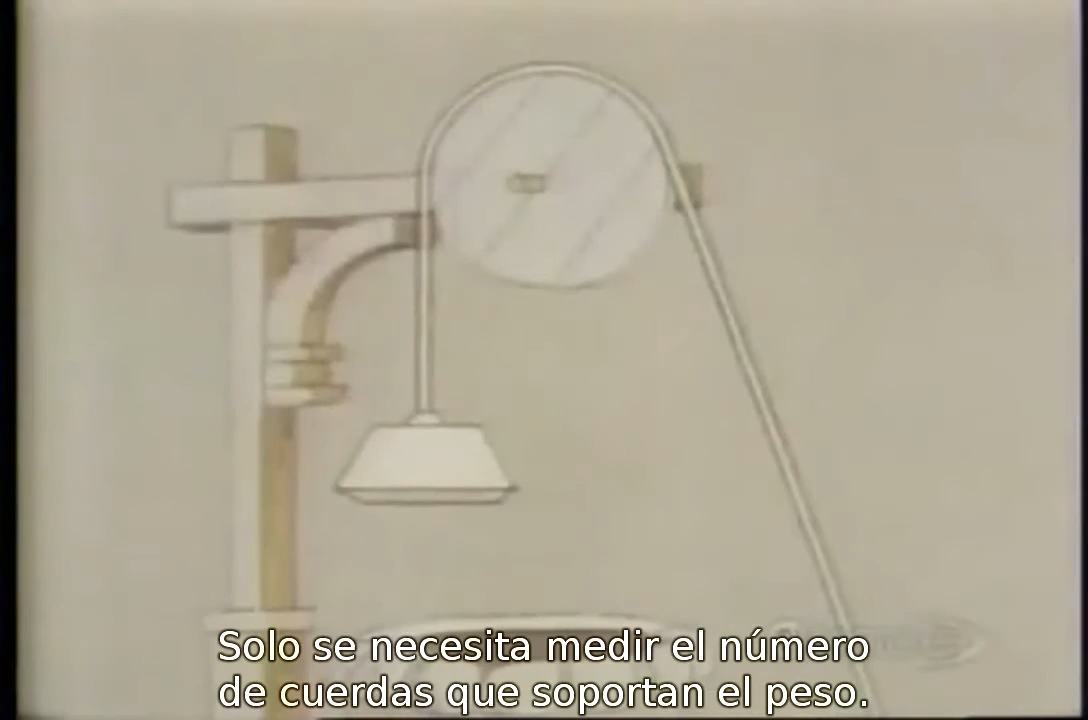 Solo se necesita medir el número
de cuerdas que soportan el peso.